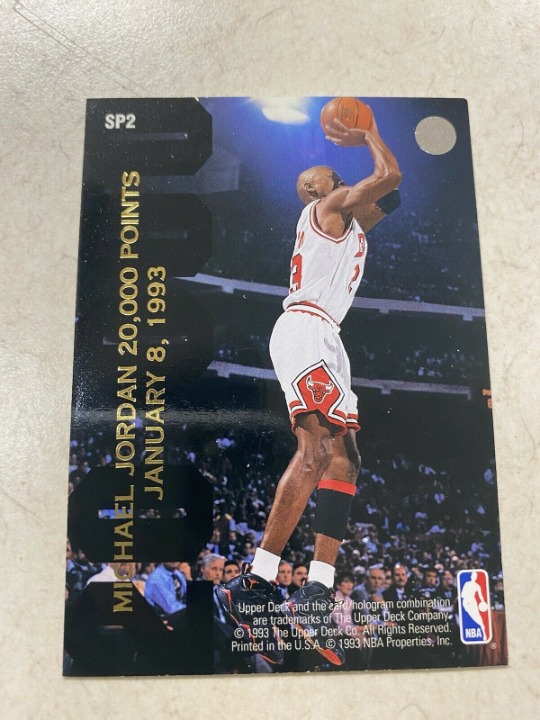 SP2
MICHAEL JORDAN 20,000 POINTS
JANUARY 8, 1993
Upper Deck and the card/hologram combination
are trademarks of The Upper Deck Company.
© 1993 The Upper Deck Co. All Rights Reserved.
Printed in the U.S.A. © 1993 NBA Properties, Inc.
NBA
®